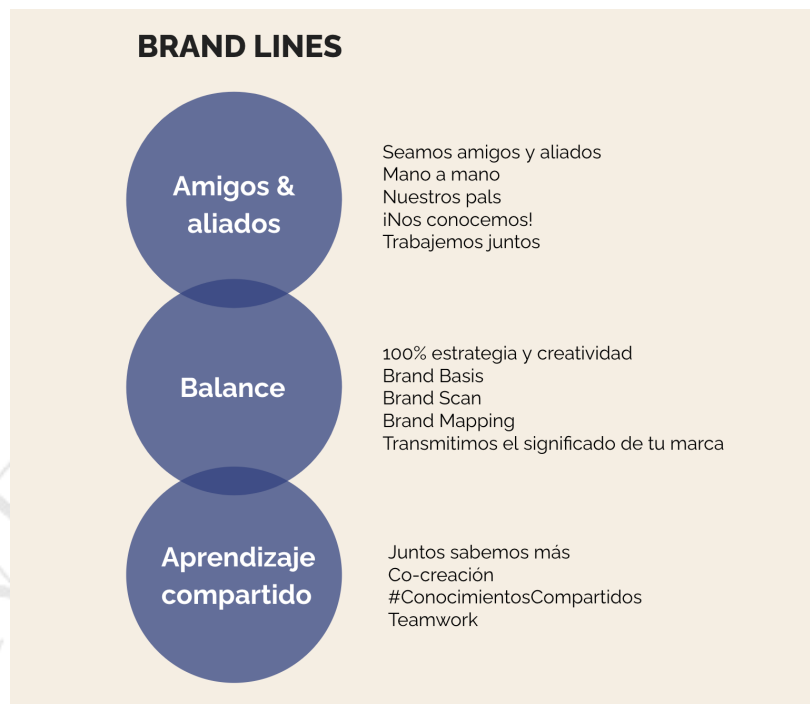 BRAND LINES
Amigos &
aliados
Seamos amigos y aliados
Mano a mano
Nuestros pals
¡Nos conocemos!
Trabajemos juntos
Balance
100% estrategia y creatividad
Brand Basis
Brand Scan
Brand Mapping
Transmitimos el significado de tu marca
Aprendizaje
compartido
Juntos sabemos más
Co-creación
#ConocimientosCompartidos
Teamwork